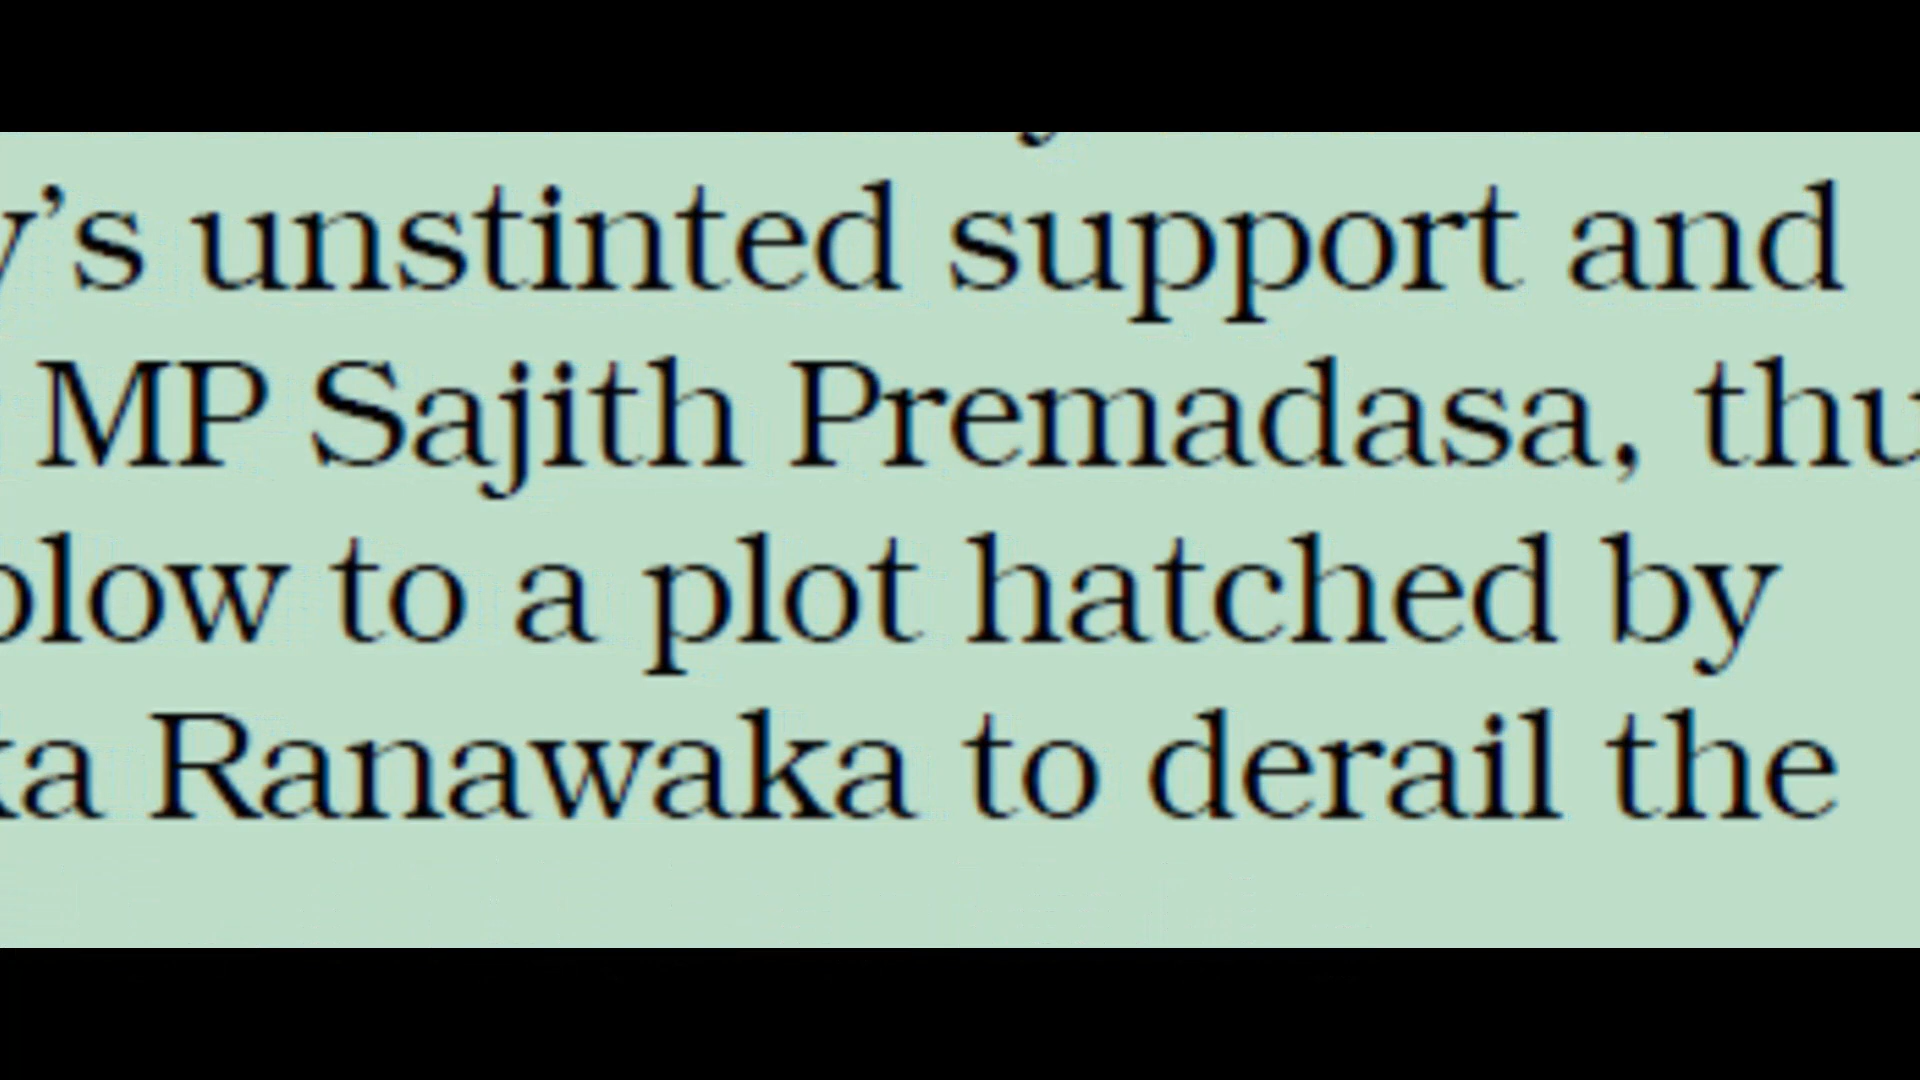 y’s unstinted support and
MP Sajith Premadasa, thu
blow to a plot hatched by
ka Ranawaka to derail the